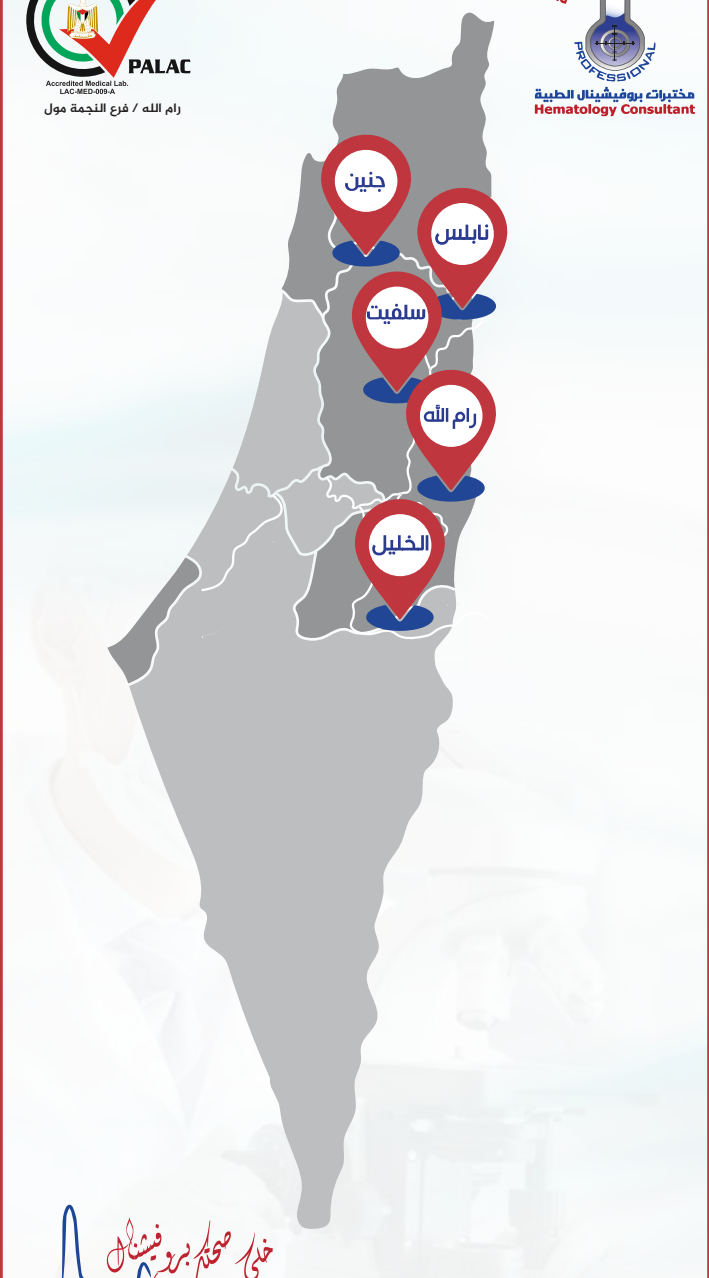 PALAC
Accredited Medical Lab.
LAC-MED-009-A
رام الله / فرع النجمة مول
PROFESSIONAL
مختبرات بروفيشينال الطبية
Hematology Consultant
جنين
نابلس
سلفيت
رام الله
الخليل
خلي صحتك بروفيشنال